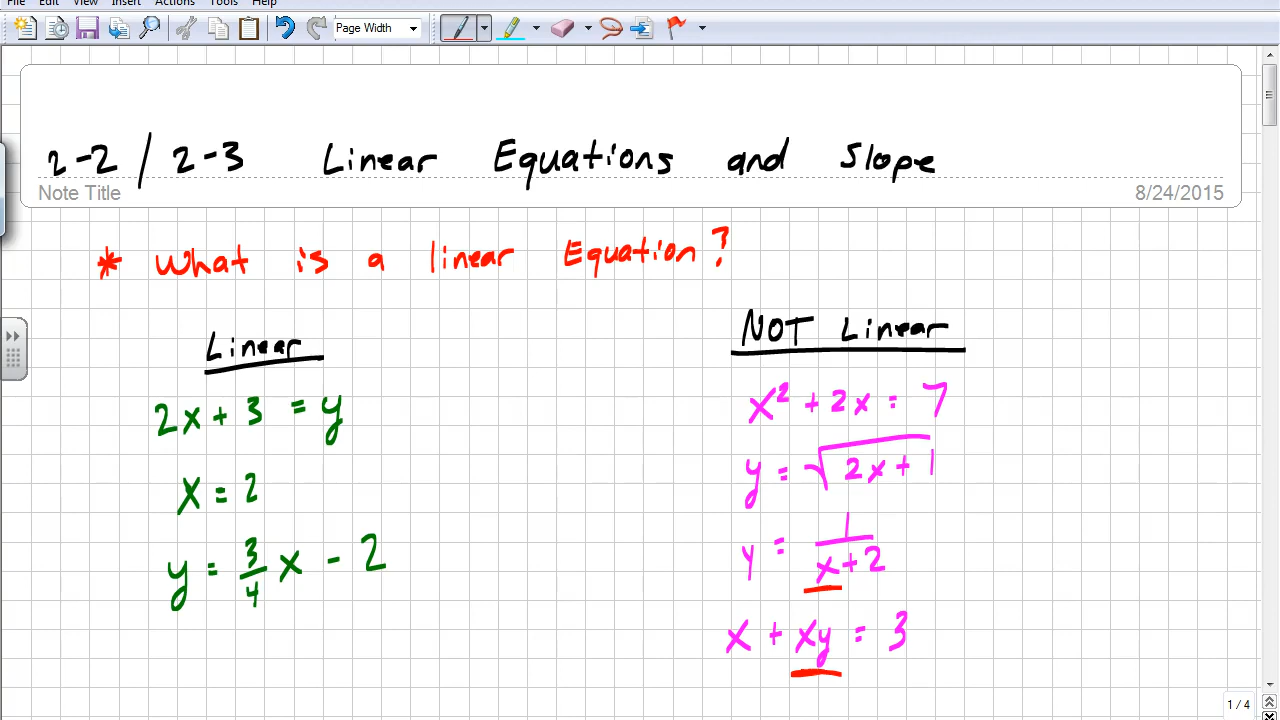 File Edit View Insert Actions Tools Help
Page Width
2-2 / 2-3 Linear Equations and Slope
Note Title 8/24/2015
* What is a linear Equation?
Linear
2x + 3 = y
x = 2
y = 3/4 x - 2
NOT Linear
x² + 2x = 7
y = √(2x + 1)
y = 1/(x + 2)
x + xy = 3
1 / 4